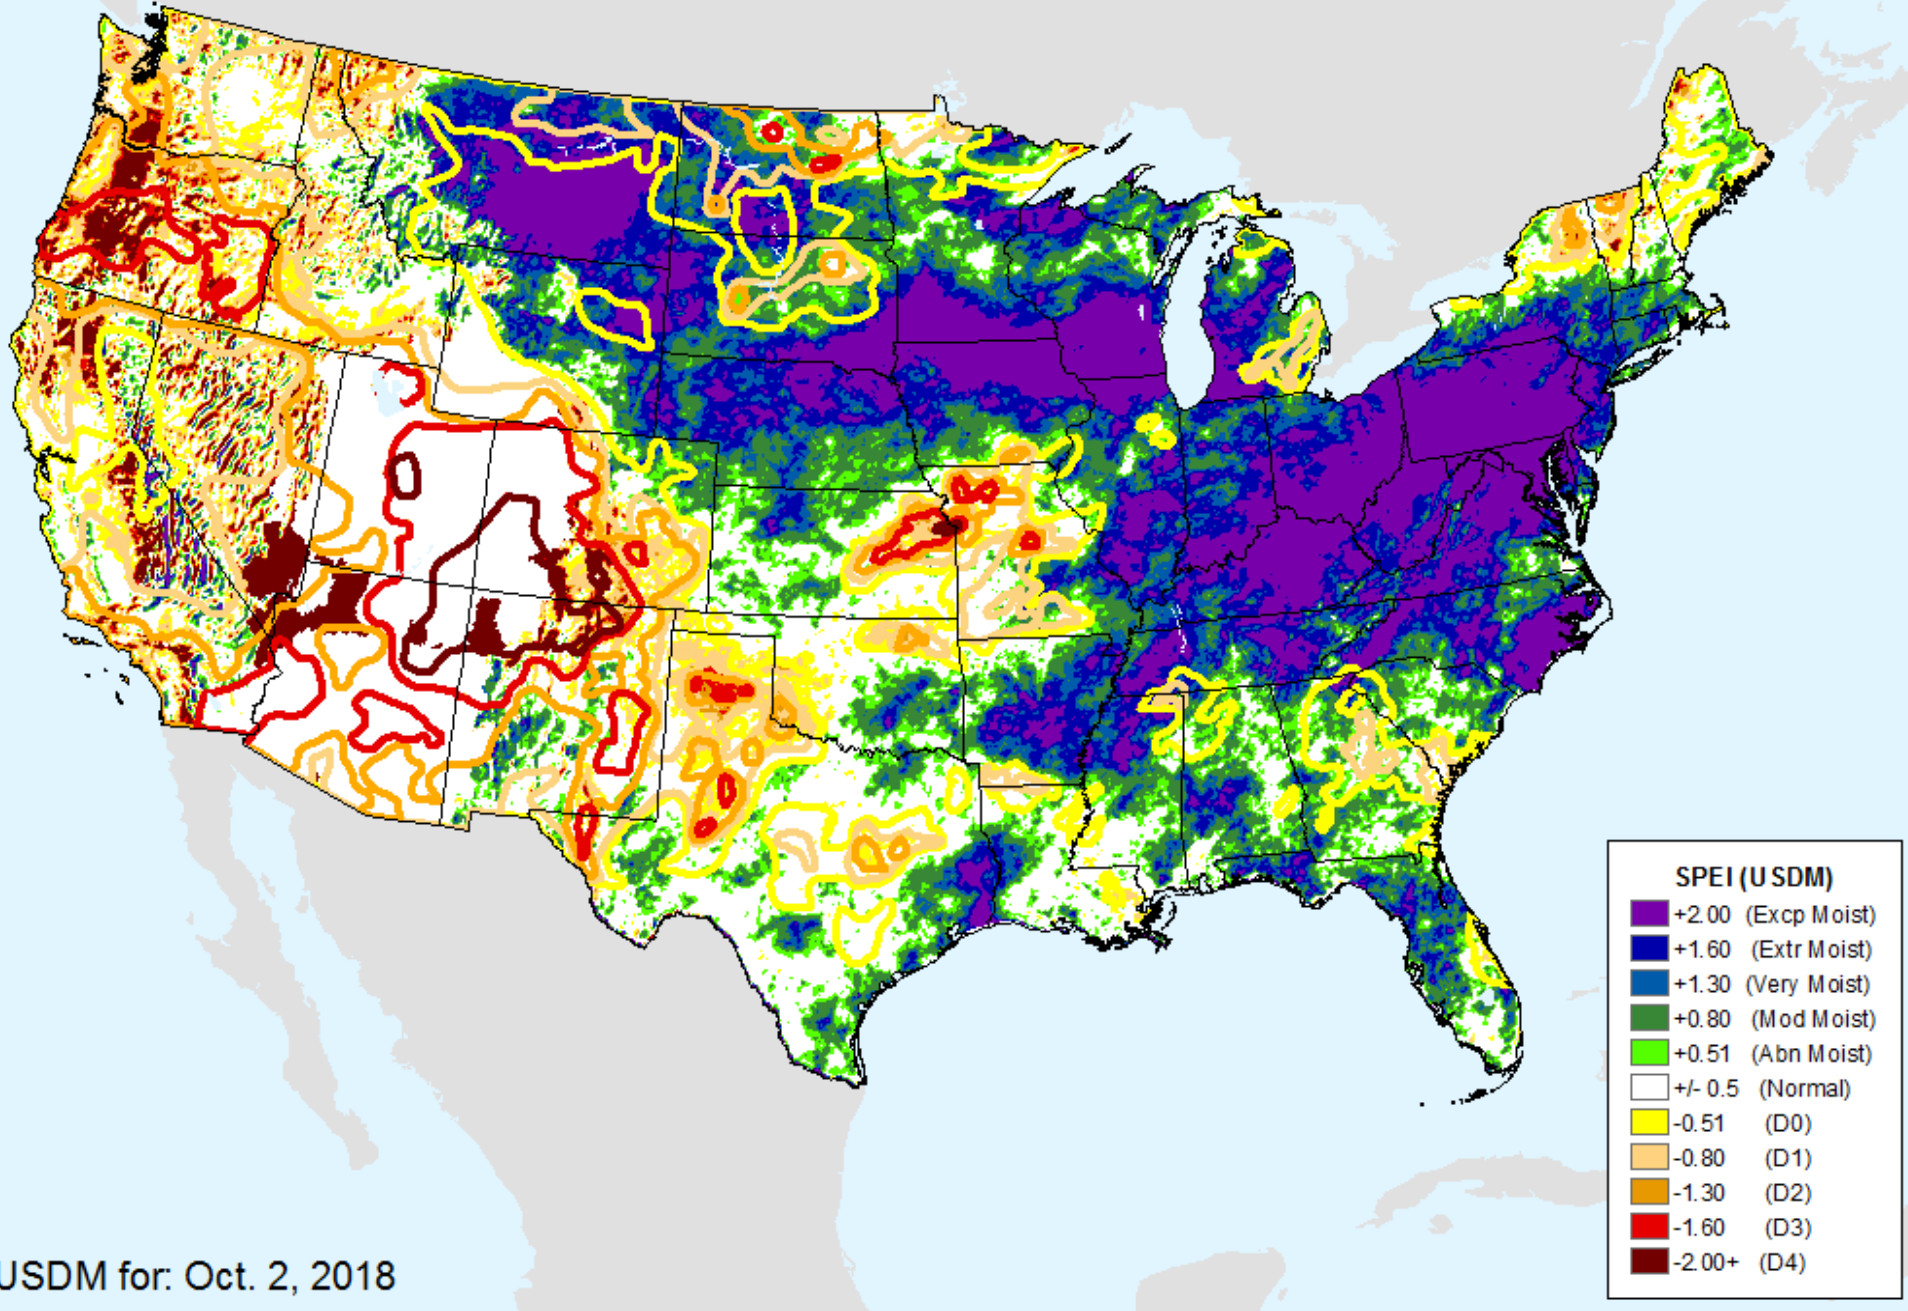 SPEI (USDM)
+2.00 (Excp Moist)
+1.60 (Extr Moist)
+1.30 (Very Moist)
+0.80 (Mod Moist)
+0.51 (Abn Moist)
+/- 0.5 (Normal)
-0.51 (D0)
-0.80 (D1)
-1.30 (D2)
-1.60 (D3)
-2.00+ (D4)
USDM for: Oct. 2, 2018